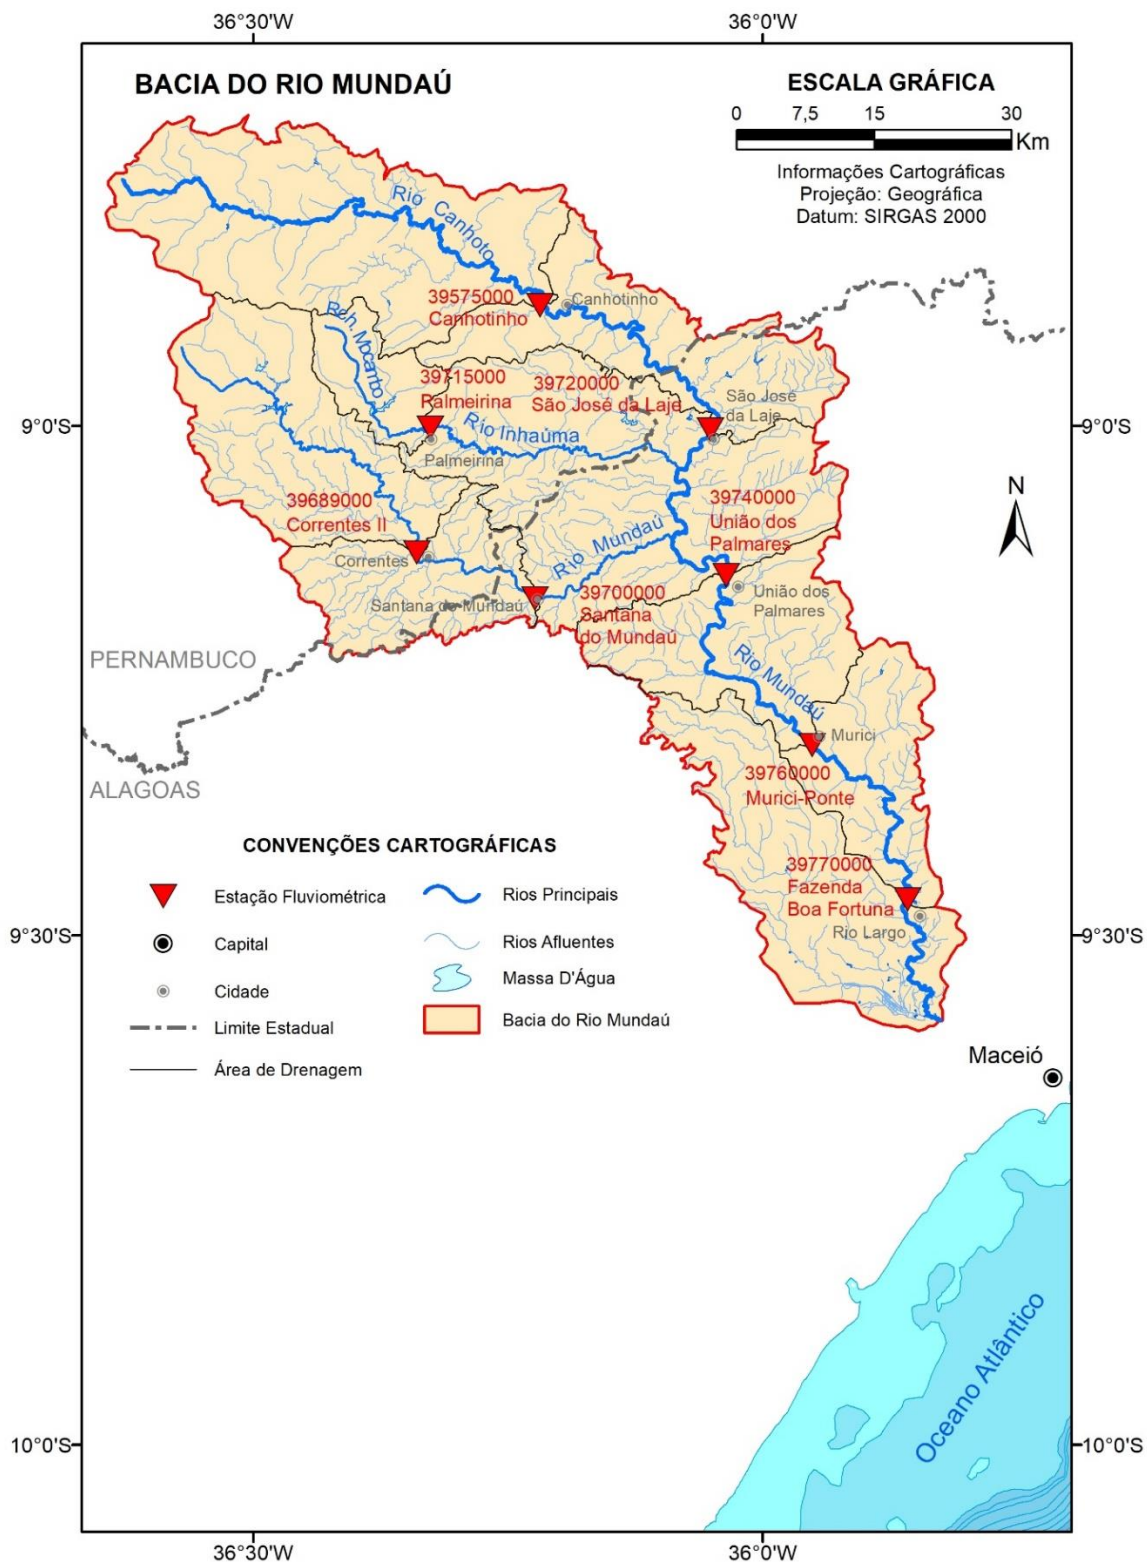 36°30'W
36°0'W
BACIA DO RIO MUNDAÚ
ESCALA GRÁFICA
0 7,5 15 30
Km
Informações Cartográficas
Projeção: Geográfica
Datum: SIRGAS 2000
Rio Canhoto
39575000
Canhotinho
Canhotinho
Rch. Mocambo
39715000
Palmeirina
39720000
São José da Laje
São José
da Laje
9°0'S
9°0'S
Rio Inhaúma
Palmeirina
N
39689000
Correntes II
39740000
União dos
Palmares
Rio Mundaú
Correntes
Santana do Mundaú
39700000
Santana
do Mundaú
União dos
Palmares
PERNAMBUCO
Rio Mundaú
Murici
39760000
Murici-Ponte
ALAGOAS
CONVENÇÕES CARTOGRÁFICAS
39770000
Fazenda
Boa Fortuna
Estação Fluviométrica
Rios Principais
Rio Largo
9°30'S
9°30'S
Capital
Rios Afluentes
Cidade
Massa D'Água
Limite Estadual
Bacia do Rio Mundaú
Área de Drenagem
Maceió
Oceano Atlântico
10°0'S
10°0'S
36°30'W
36°0'W